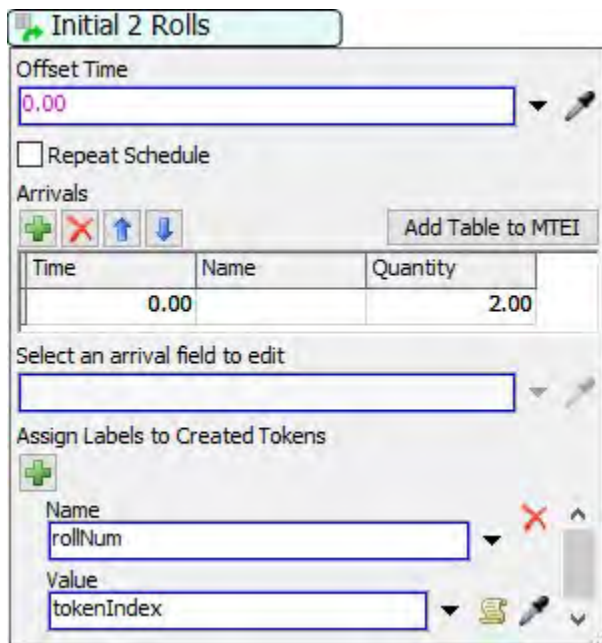 Initial 2 Rolls
Offset Time
0.00
Repeat Schedule
Arrivals
Add Table to MTEI
Time Name Quantity
0.00 2.00
Select an arrival field to edit
Assign Labels to Created Tokens
Name
rollNum
Value
tokenIndex